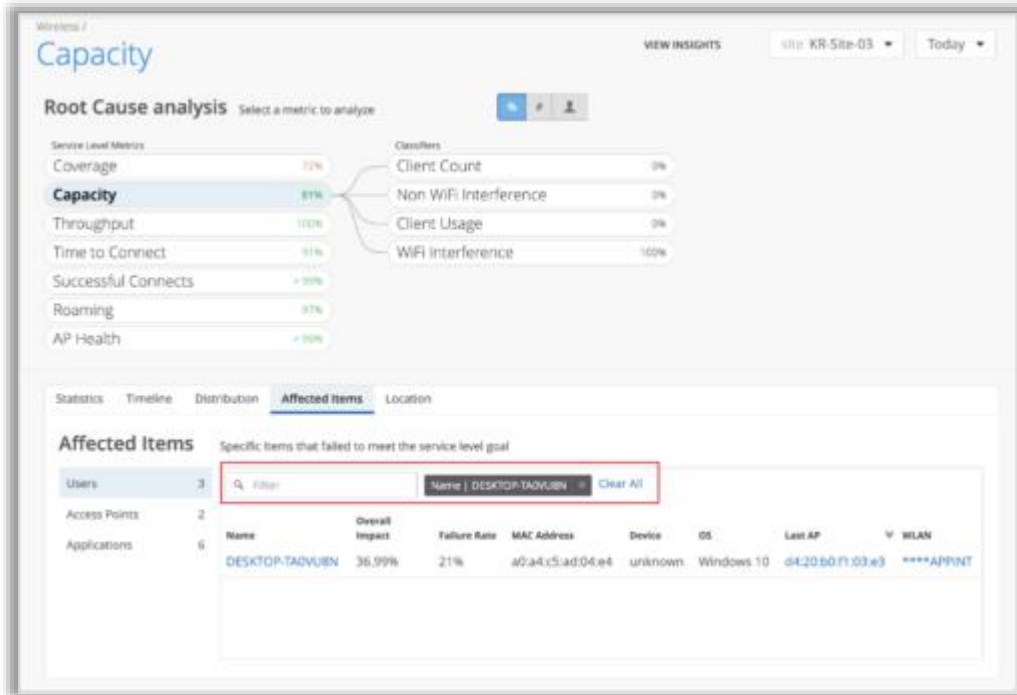 Wireless /
Capacity
VIEW INSIGHTS
site KR-Site-03
Today
Root Cause analysis Select a metric to analyze
#
Service Level Metrics
Classifiers
Coverage 72%
Client Count 0%
Capacity 81%
Non WiFi Interference 0%
Throughput 100%
Client Usage 0%
Time to Connect 91%
WiFi Interference 100%
Successful Connects > 99%
Roaming 97%
AP Health > 99%
Statistics Timeline Distribution Affected Items Location
Affected Items Specific items that failed to meet the service level goal
Users 3
Filter
Name | DESKTOP-TA0VU8N
Clear All
Access Points 2
Applications 6
Name Overall Impact Failure Rate MAC Address Device OS Last AP WLAN
DESKTOP-TA0VU8N 36.99% 21% a0:a4:c5:ad:04:e4 unknown Windows 10 d4:20:b0:f1:03:e3 ****APPINT